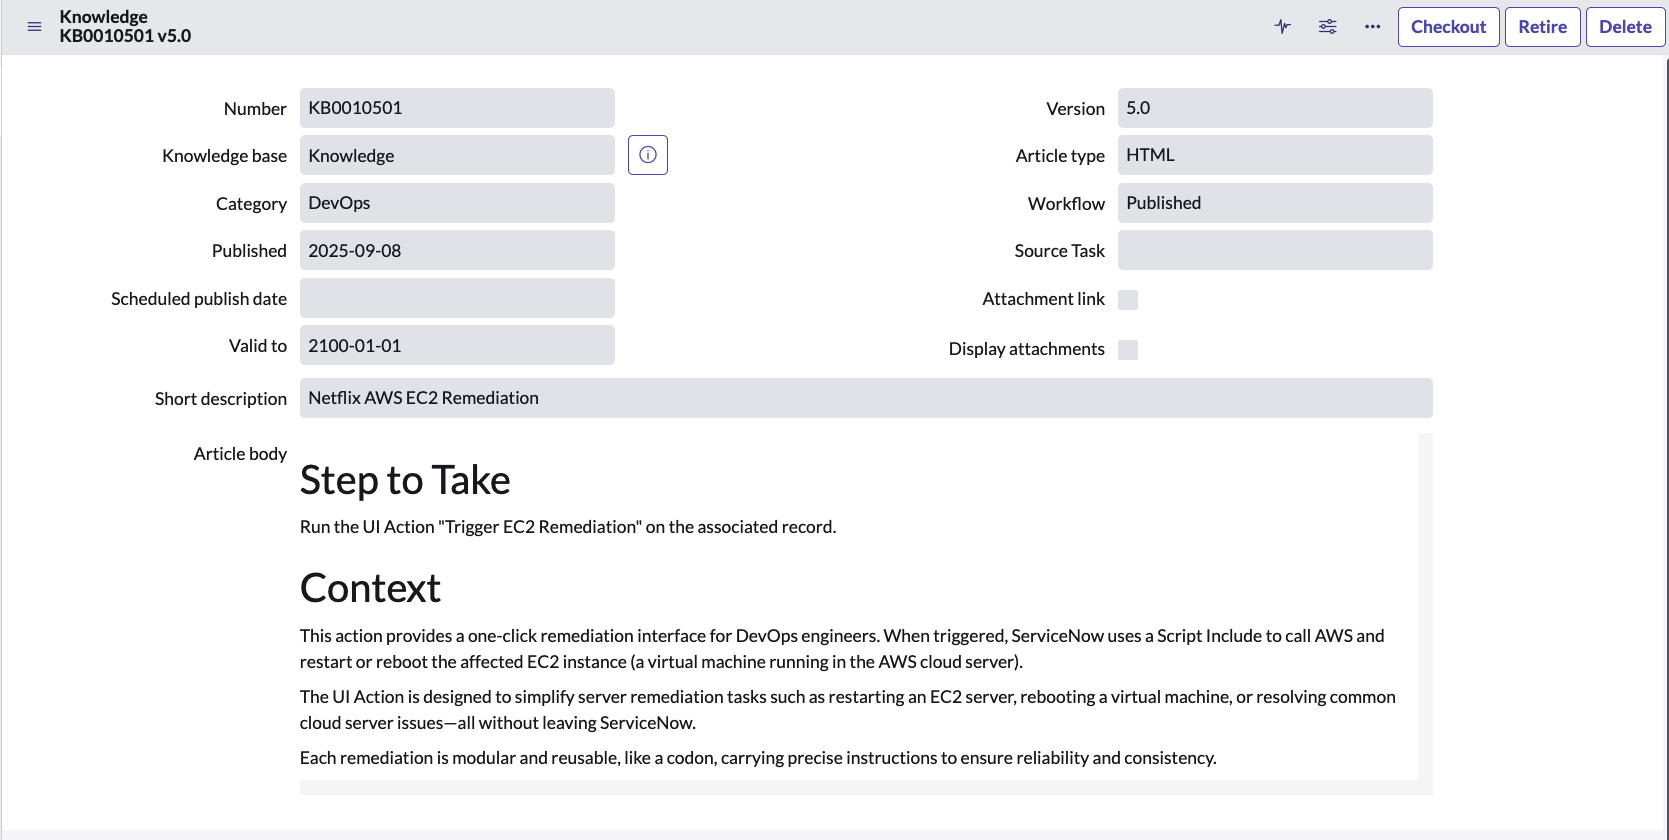 Knowledge
KB0010501 v5.0
Checkout
Retire
Delete
Number
KB0010501
Version
5.0
Knowledge base
Knowledge
Article type
HTML
Category
DevOps
Workflow
Published
Published
2025-09-08
Source Task
Scheduled publish date
Attachment link
Valid to
2100-01-01
Display attachments
Short description
Netflix AWS EC2 Remediation
Article body
Step to Take
Run the UI Action "Trigger EC2 Remediation" on the associated record.
Context
This action provides a one-click remediation interface for DevOps engineers. When triggered, ServiceNow uses a Script Include to call AWS and
restart or reboot the affected EC2 instance (a virtual machine running in the AWS cloud server).
The UI Action is designed to simplify server remediation tasks such as restarting an EC2 server, rebooting a virtual machine, or resolving common
cloud server issues—all without leaving ServiceNow.
Each remediation is modular and reusable, like a codon, carrying precise instructions to ensure reliability and consistency.